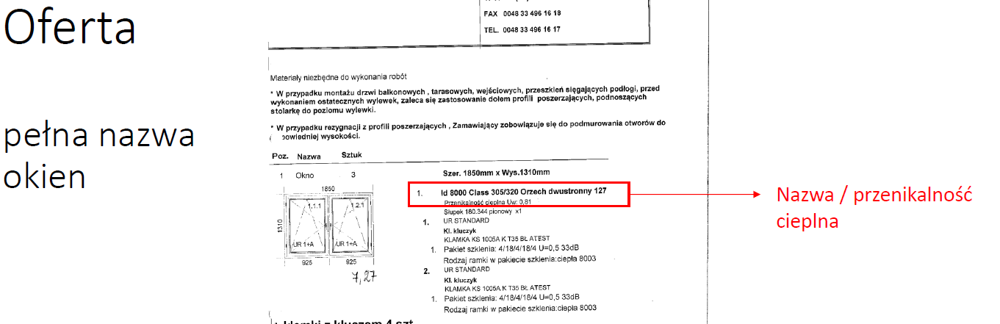 Oferta
pełna nazwa
okien
FAX 0048 33 496 16 18
TEL. 0048 33 496 16 17
Materiały niezbędne do wykonania robót
* W przypadku montażu drzwi balkonowych , tarasowych, wejściowych, przeszkleń sięgających podłogi, przed
wykonaniem ostatecznych wylewek, zaleca się zastosowanie dołem profili poszerzających, podnoszących
stolarkę do poziomu wylewki.
* W przypadku rezygnacji z profili poszerzających , Zamawiający zobowiązuje się do podmurowania otworów do
powiedniej wysokości.
Poz. Nazwa Sztuk
1 Okno 3
Szer. 1850mm x Wys.1310mm
1. Id 8000 Class 305/320 Orzech dwustronny 127
Przenikalność cieplna Uw: 0,81
Słupek 180.344 pionowy x1
1. UR STANDARD
Kl. kluczyk
KLAMKA KS 1005A K T35 BŁ ATEST
1. Pakiet szklenia: 4/18/4/18/4 U=0,5 33dB
Rodzaj ramki w pakiecie szklenia:ciepła 8003
2. UR STANDARD
Kl. kluczyk
KLAMKA KS 1005A K T35 BŁ ATEST
1. Pakiet szklenia: 4/18/4/18/4 U=0,5 33dB
Rodzaj ramki w pakiecie szklenia:ciepła 8003
1850
1.1.1 1.2.1
1310
UR 1+A UR 1+A
925 925
7,27
klamki z kluczem 4 szt
Nazwa / przenikalność
cieplna